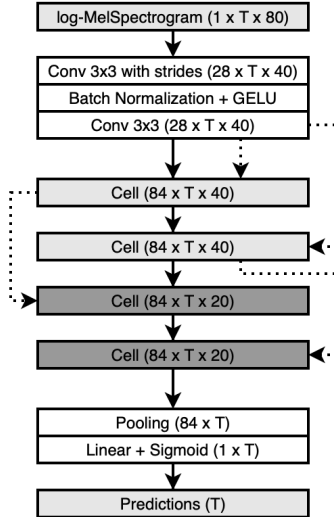 log-MelSpectrogram (1 x T x 80)
Conv 3x3 with strides (28 x T x 40)
Batch Normalization + GELU
Conv 3x3 (28 x T x 40)
Cell (84 x T x 40)
Cell (84 x T x 40)
Cell (84 x T x 20)
Cell (84 x T x 20)
Pooling (84 x T)
Linear + Sigmoid (1 x T)
Predictions (T)